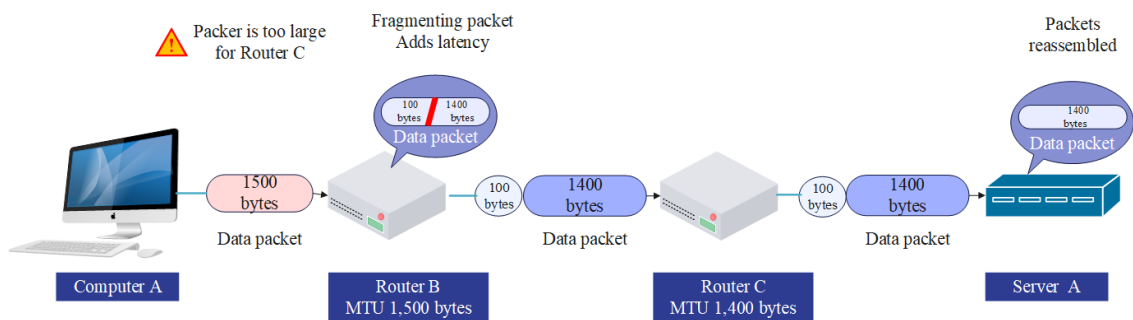 Packer is too large
for Router C
Fragmenting packet
Adds latency
Packets
reassembled
100
bytes
1400
bytes
Data packet
1400
bytes
Data packet
1500
bytes
Data packet
100
bytes
1400
bytes
Data packet
100
bytes
1400
bytes
Data packet
Computer A
Router B
MTU 1,500 bytes
Router C
MTU 1,400 bytes
Server A